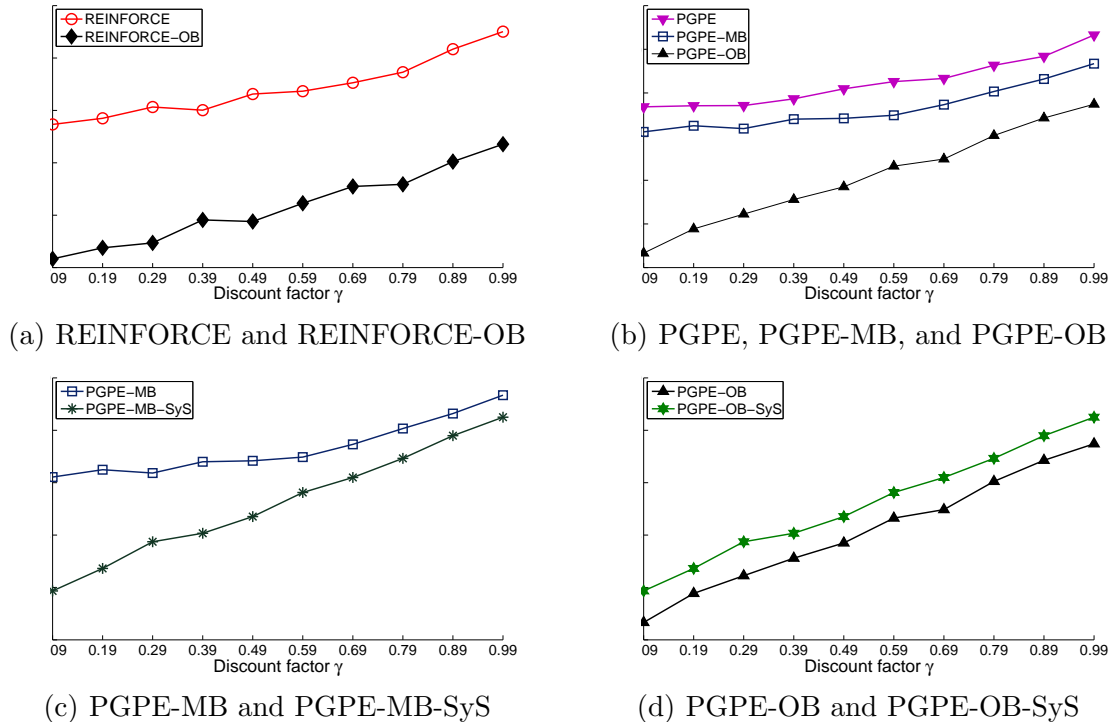 REINFORCE
REINFORCE-OB
09 0.19 0.29 0.39 0.49 0.59 0.69 0.79 0.89 0.99
Discount factor γ
(a) REINFORCE and REINFORCE-OB
PGPE
PGPE-MB
PGPE-OB
09 0.19 0.29 0.39 0.49 0.59 0.69 0.79 0.89 0.99
Discount factor γ
(b) PGPE, PGPE-MB, and PGPE-OB
PGPE-MB
PGPE-MB-SyS
09 0.19 0.29 0.39 0.49 0.59 0.69 0.79 0.89 0.99
Discount factor γ
(c) PGPE-MB and PGPE-MB-SyS
PGPE-OB
PGPE-OB-SyS
09 0.19 0.29 0.39 0.49 0.59 0.69 0.79 0.89 0.99
Discount factor γ
(d) PGPE-OB and PGPE-OB-SyS